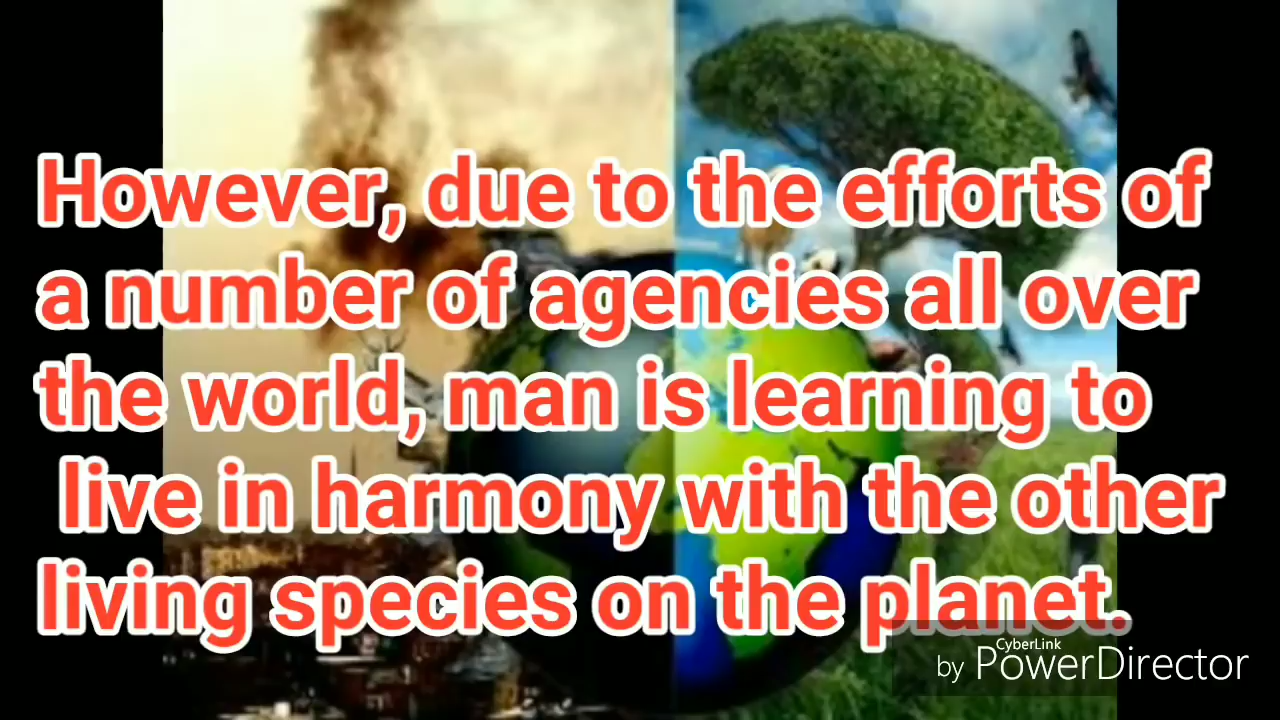 However, due to the efforts of
a number of agencies all over
the world, man is learning to
live in harmony with the other
living species on the planet.
CyberLink
by PowerDirector